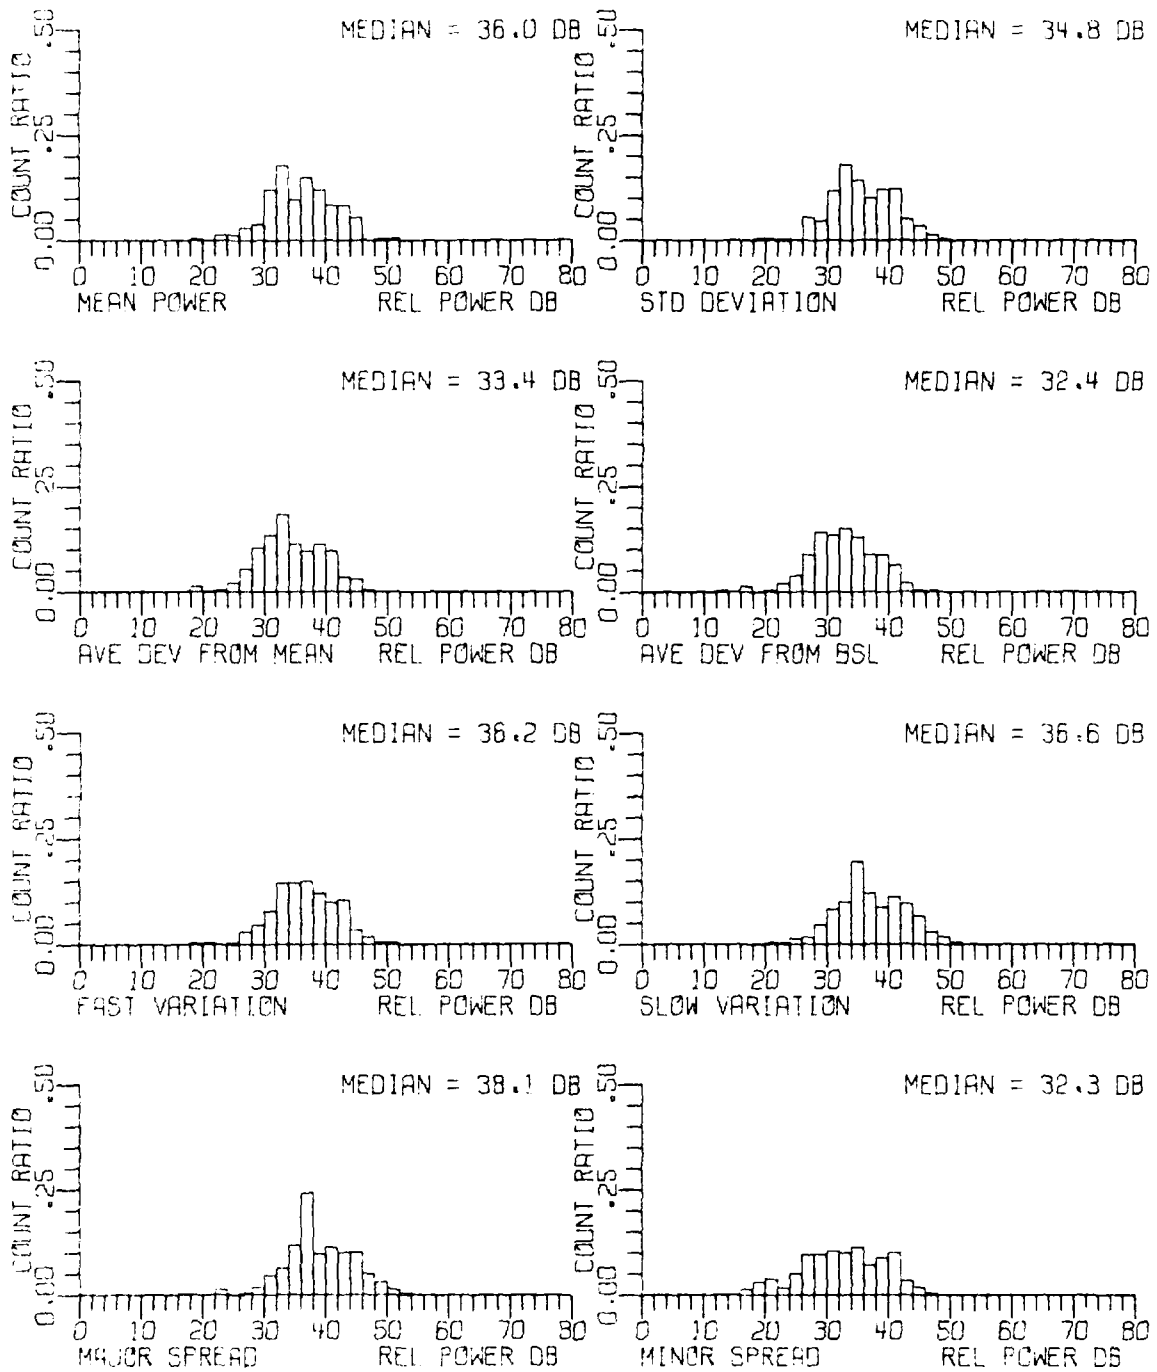 MEDIAN = 36.0 DB
COUNT RATIO
0.00 .25 .50
0 10 20 30 40 50 60 70 80
MEAN POWER REL POWER DB
MEDIAN = 34.8 DB
COUNT RATIO
0.00 .25 .50
0 10 20 30 40 50 60 70 80
STD DEVIATION REL POWER DB
MEDIAN = 33.4 DB
COUNT RATIO
0.00 .25 .50
0 10 20 30 40 50 60 70 80
AVE DEV FROM MEAN REL POWER DB
MEDIAN = 32.4 DB
COUNT RATIO
0.00 .25 .50
0 10 20 30 40 50 60 70 80
AVE DEV FROM BSL REL POWER DB
MEDIAN = 36.2 DB
COUNT RATIO
0.00 .25 .50
0 10 20 30 40 50 60 70 80
FAST VARIATION REL POWER DB
MEDIAN = 36.6 DB
COUNT RATIO
0.00 .25 .50
0 10 20 30 40 50 60 70 80
SLOW VARIATION REL POWER DB
MEDIAN = 38.1 DB
COUNT RATIO
0.00 .25 .50
0 10 20 30 40 50 60 70 80
MAJOR SPREAD REL POWER DB
MEDIAN = 32.3 DB
COUNT RATIO
0.00 .25 .50
0 10 20 30 40 50 60 70 80
MINOR SPREAD REL POWER DB